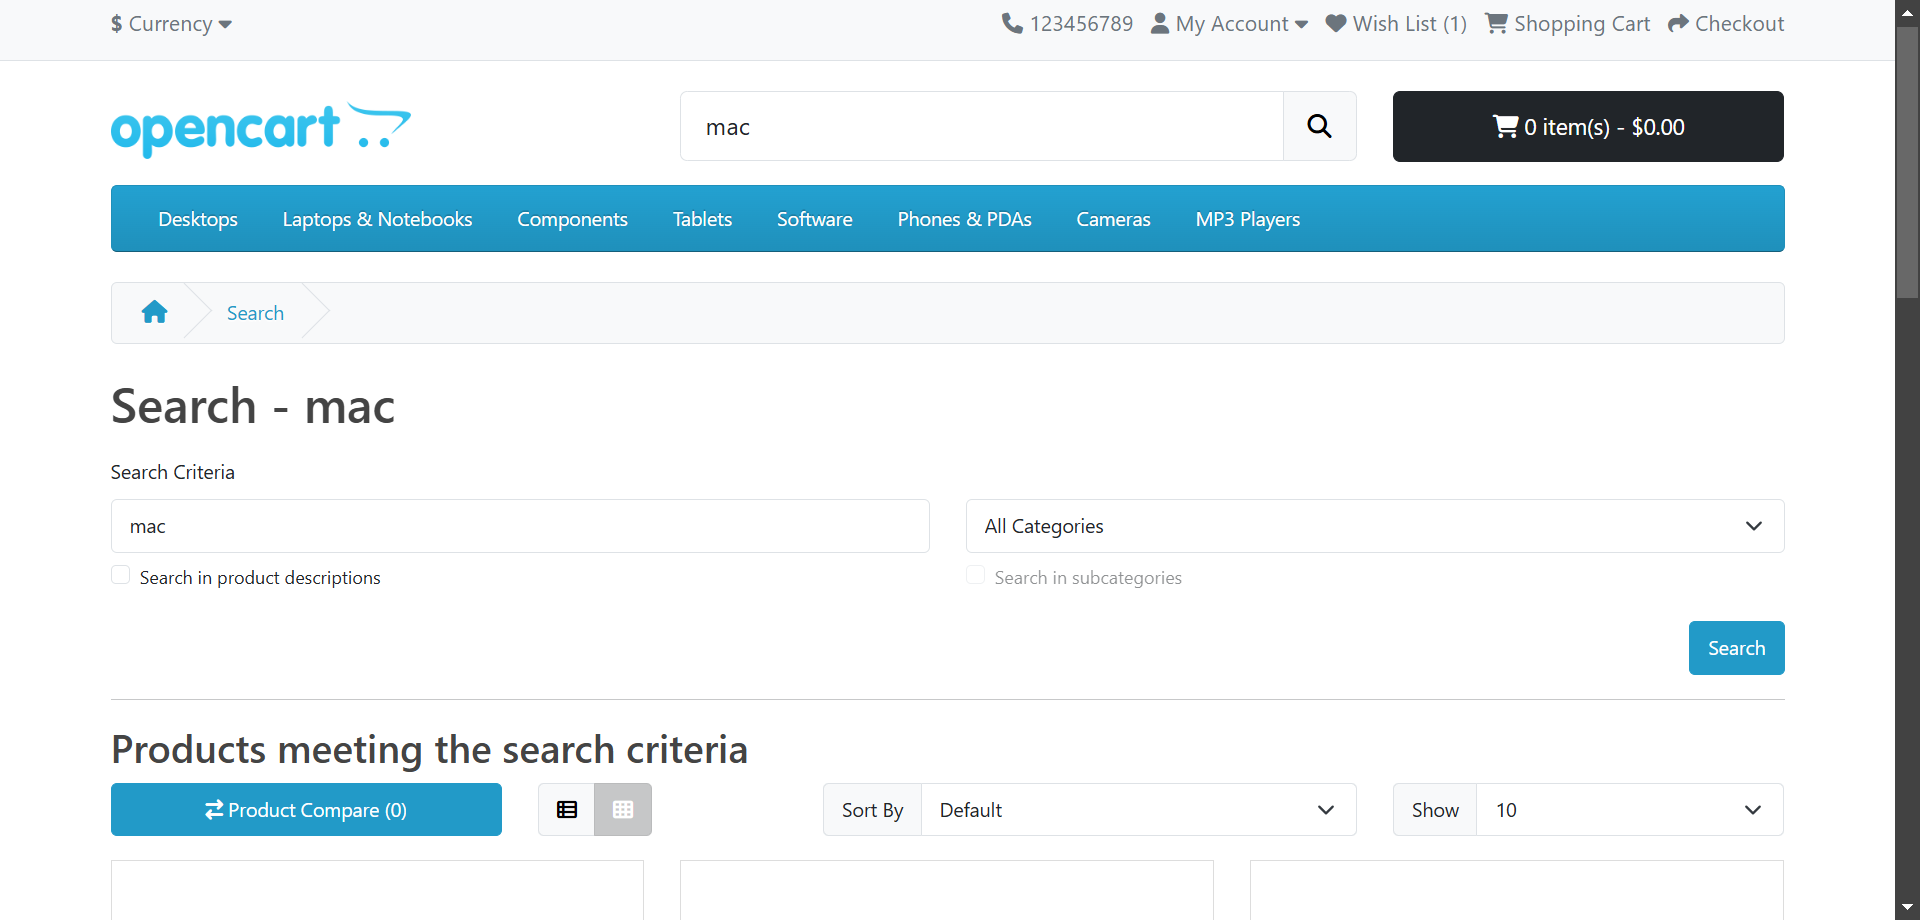 $ Currency
123456789 My Account Wish List (1) Shopping Cart Checkout
opencart
mac
0 item(s) - $0.00
Desktops Laptops & Notebooks Components Tablets Software Phones & PDAs Cameras MP3 Players
Search
Search - mac
Search Criteria
mac
All Categories
Search in product descriptions
Search in subcategories
Search
Products meeting the search criteria
Product Compare (0)
Sort By Default
Show 10